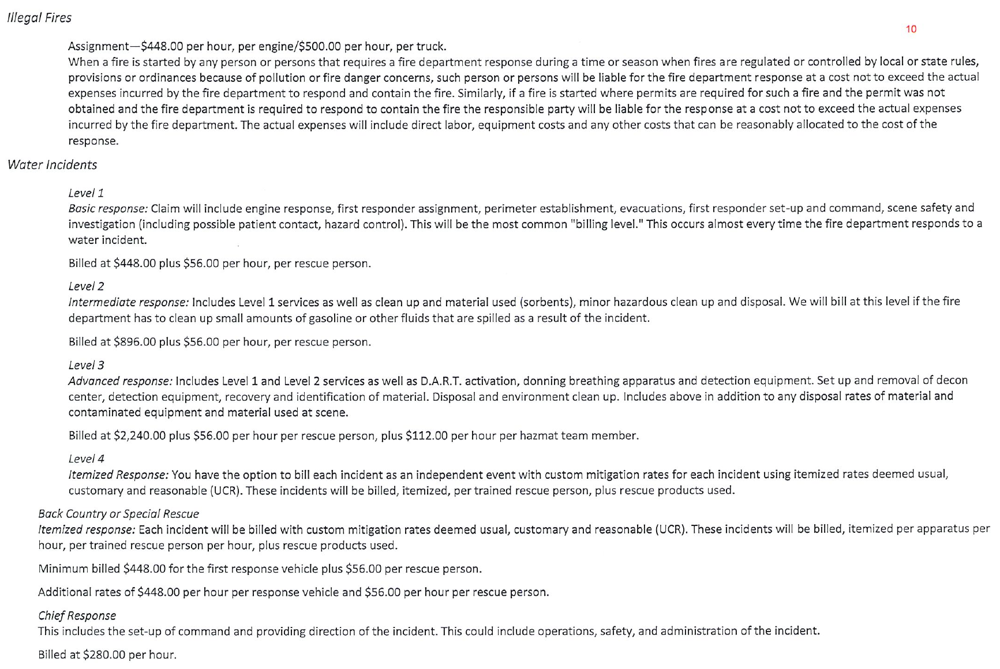 Illegal Fires
10
Assignment—$448.00 per hour, per engine/$500.00 per hour, per truck.
When a fire is started by any person or persons that requires a fire department response during a time or season when fires are regulated or controlled by local or state rules,
provisions or ordinances because of pollution or fire danger concerns, such person or persons will be liable for the fire department response at a cost not to exceed the actual
expenses incurred by the fire department to respond and contain the fire. Similarly, if a fire is started where permits are required for such a fire and the permit was not
obtained and the fire department is required to respond to contain the fire the responsible party will be liable for the response at a cost not to exceed the actual expenses
incurred by the fire department. The actual expenses will include direct labor, equipment costs and any other costs that can be reasonably allocated to the cost of the
response.
Water Incidents
Level 1
Basic response: Claim will include engine response, first responder assignment, perimeter establishment, evacuations, first responder set-up and command, scene safety and
investigation (including possible patient contact, hazard control). This will be the most common "billing level." This occurs almost every time the fire department responds to a
water incident.
Billed at $448.00 plus $56.00 per hour, per rescue person.
Level 2
Intermediate response: Includes Level 1 services as well as clean up and material used (sorbents), minor hazardous clean up and disposal. We will bill at this level if the fire
department has to clean up small amounts of gasoline or other fluids that are spilled as a result of the incident.
Billed at $896.00 plus $56.00 per hour, per rescue person.
Level 3
Advanced response: Includes Level 1 and Level 2 services as well as D.A.R.T. activation, donning breathing apparatus and detection equipment. Set up and removal of decon
center, detection equipment, recovery and identification of material. Disposal and environment clean up. Includes above in addition to any disposal rates of material and
contaminated equipment and material used at scene.
Billed at $2,240.00 plus $56.00 per hour per rescue person, plus $112.00 per hour per hazmat team member.
Level 4
Itemized Response: You have the option to bill each incident as an independent event with custom mitigation rates for each incident using itemized rates deemed usual,
customary and reasonable (UCR). These incidents will be billed, itemized, per trained rescue person, plus rescue products used.
Back Country or Special Rescue
Itemized response: Each incident will be billed with custom mitigation rates deemed usual, customary and reasonable (UCR). These incidents will be billed, itemized per apparatus per
hour, per trained rescue person per hour, plus rescue products used.
Minimum billed $448.00 for the first response vehicle plus $56.00 per rescue person.
Additional rates of $448.00 per hour per response vehicle and $56.00 per hour per rescue person.
Chief Response
This includes the set-up of command and providing direction of the incident. This could include operations, safety, and administration of the incident.
Billed at $280.00 per hour.